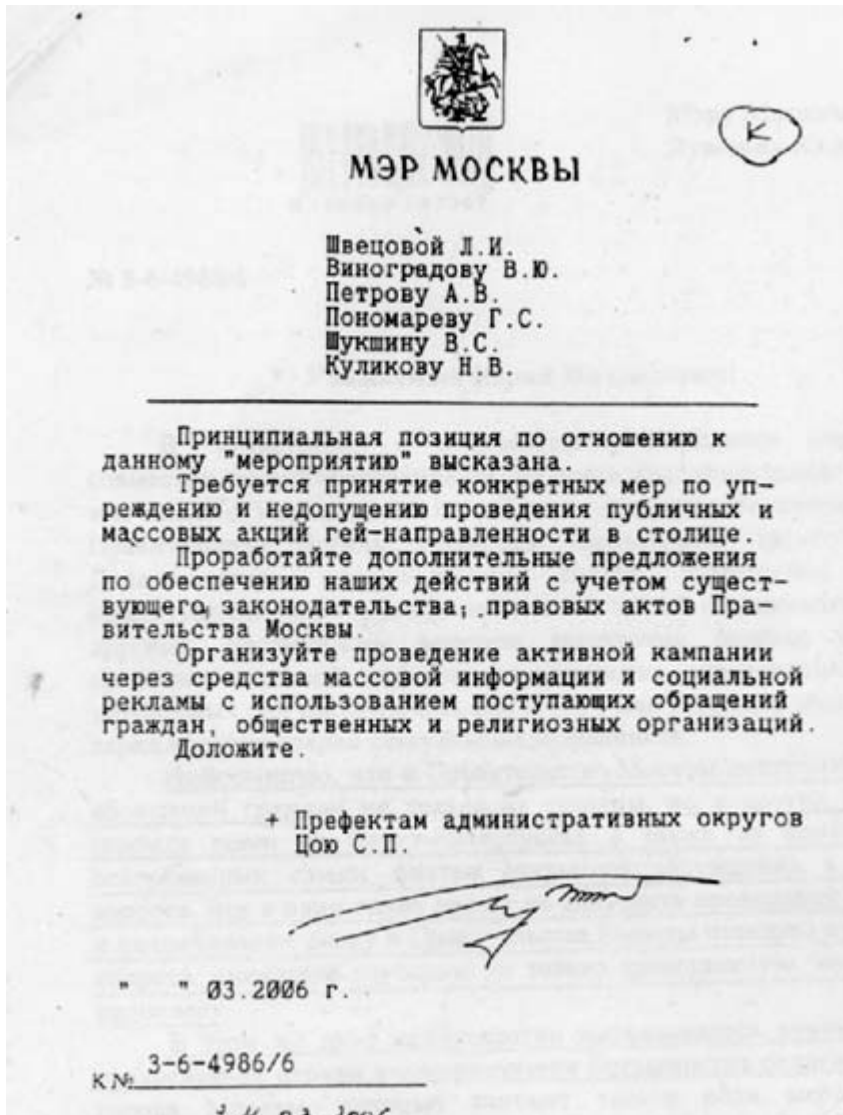 К
МЭР МОСКВЫ
Швецовой Л.И.
Виноградову В.Ю.
Петрову А.В.
Пономареву Г.С.
Шукшину В.С.
Куликову Н.В.
Принципиальная позиция по отношению к
данному "мероприятию" высказана.
Требуется принятие конкретных мер по уп-
реждению и недопущению проведения публичных и
массовых акций гей-направленности в столице.
Проработайте дополнительные предложения
по обеспечению наших действий с учетом сущест-
вующего законодательства, правовых актов Пра-
вительства Москвы.
Организуйте проведение активной кампании
через средства массовой информации и социальной
рекламы с использованием поступающих обращений
граждан, общественных и религиозных организаций.
Доложите.
+ Префектам административных округов
Цою С.П.
" " 03.2006 г.
К № 3-6-4986/6